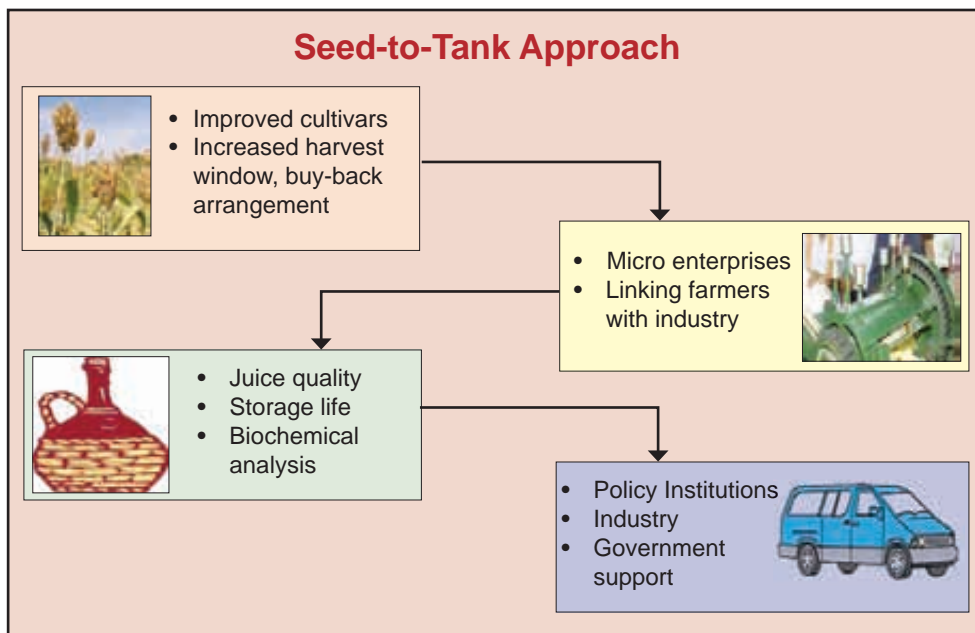 Seed-to-Tank Approach
• Improved cultivars
• Increased harvest
window, buy-back
arrangement
• Micro enterprises
• Linking farmers
with industry
• Juice quality
• Storage life
• Biochemical
analysis
• Policy Institutions
• Industry
• Government
support